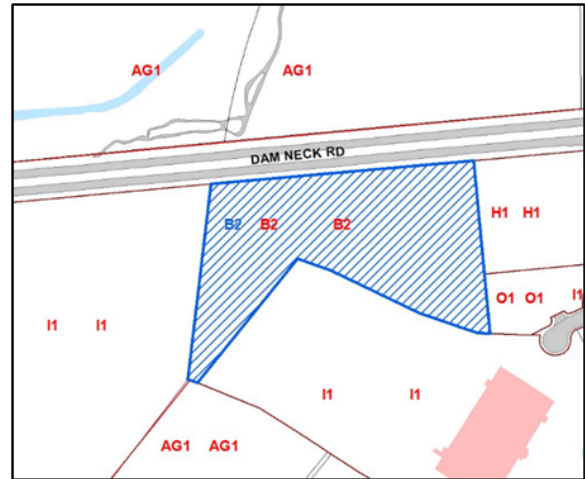 AG1 AG1
DAM NECK RD
B2 B2 B2
H1 H1
O1 O1 I1
I1 I1
I1 I1
AG1 AG1